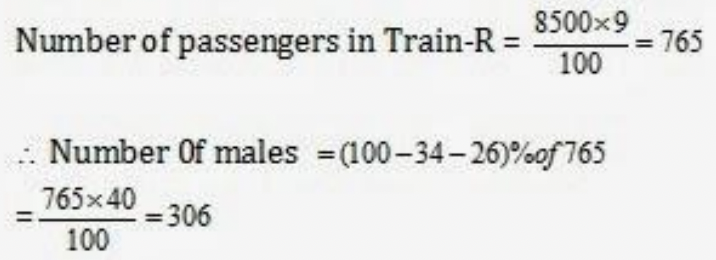 Number of passengers in Train-R = 8500×9/100 = 765
∴ Number 0f males = (100−34−26)%of 765
= 765×40/100 = 306